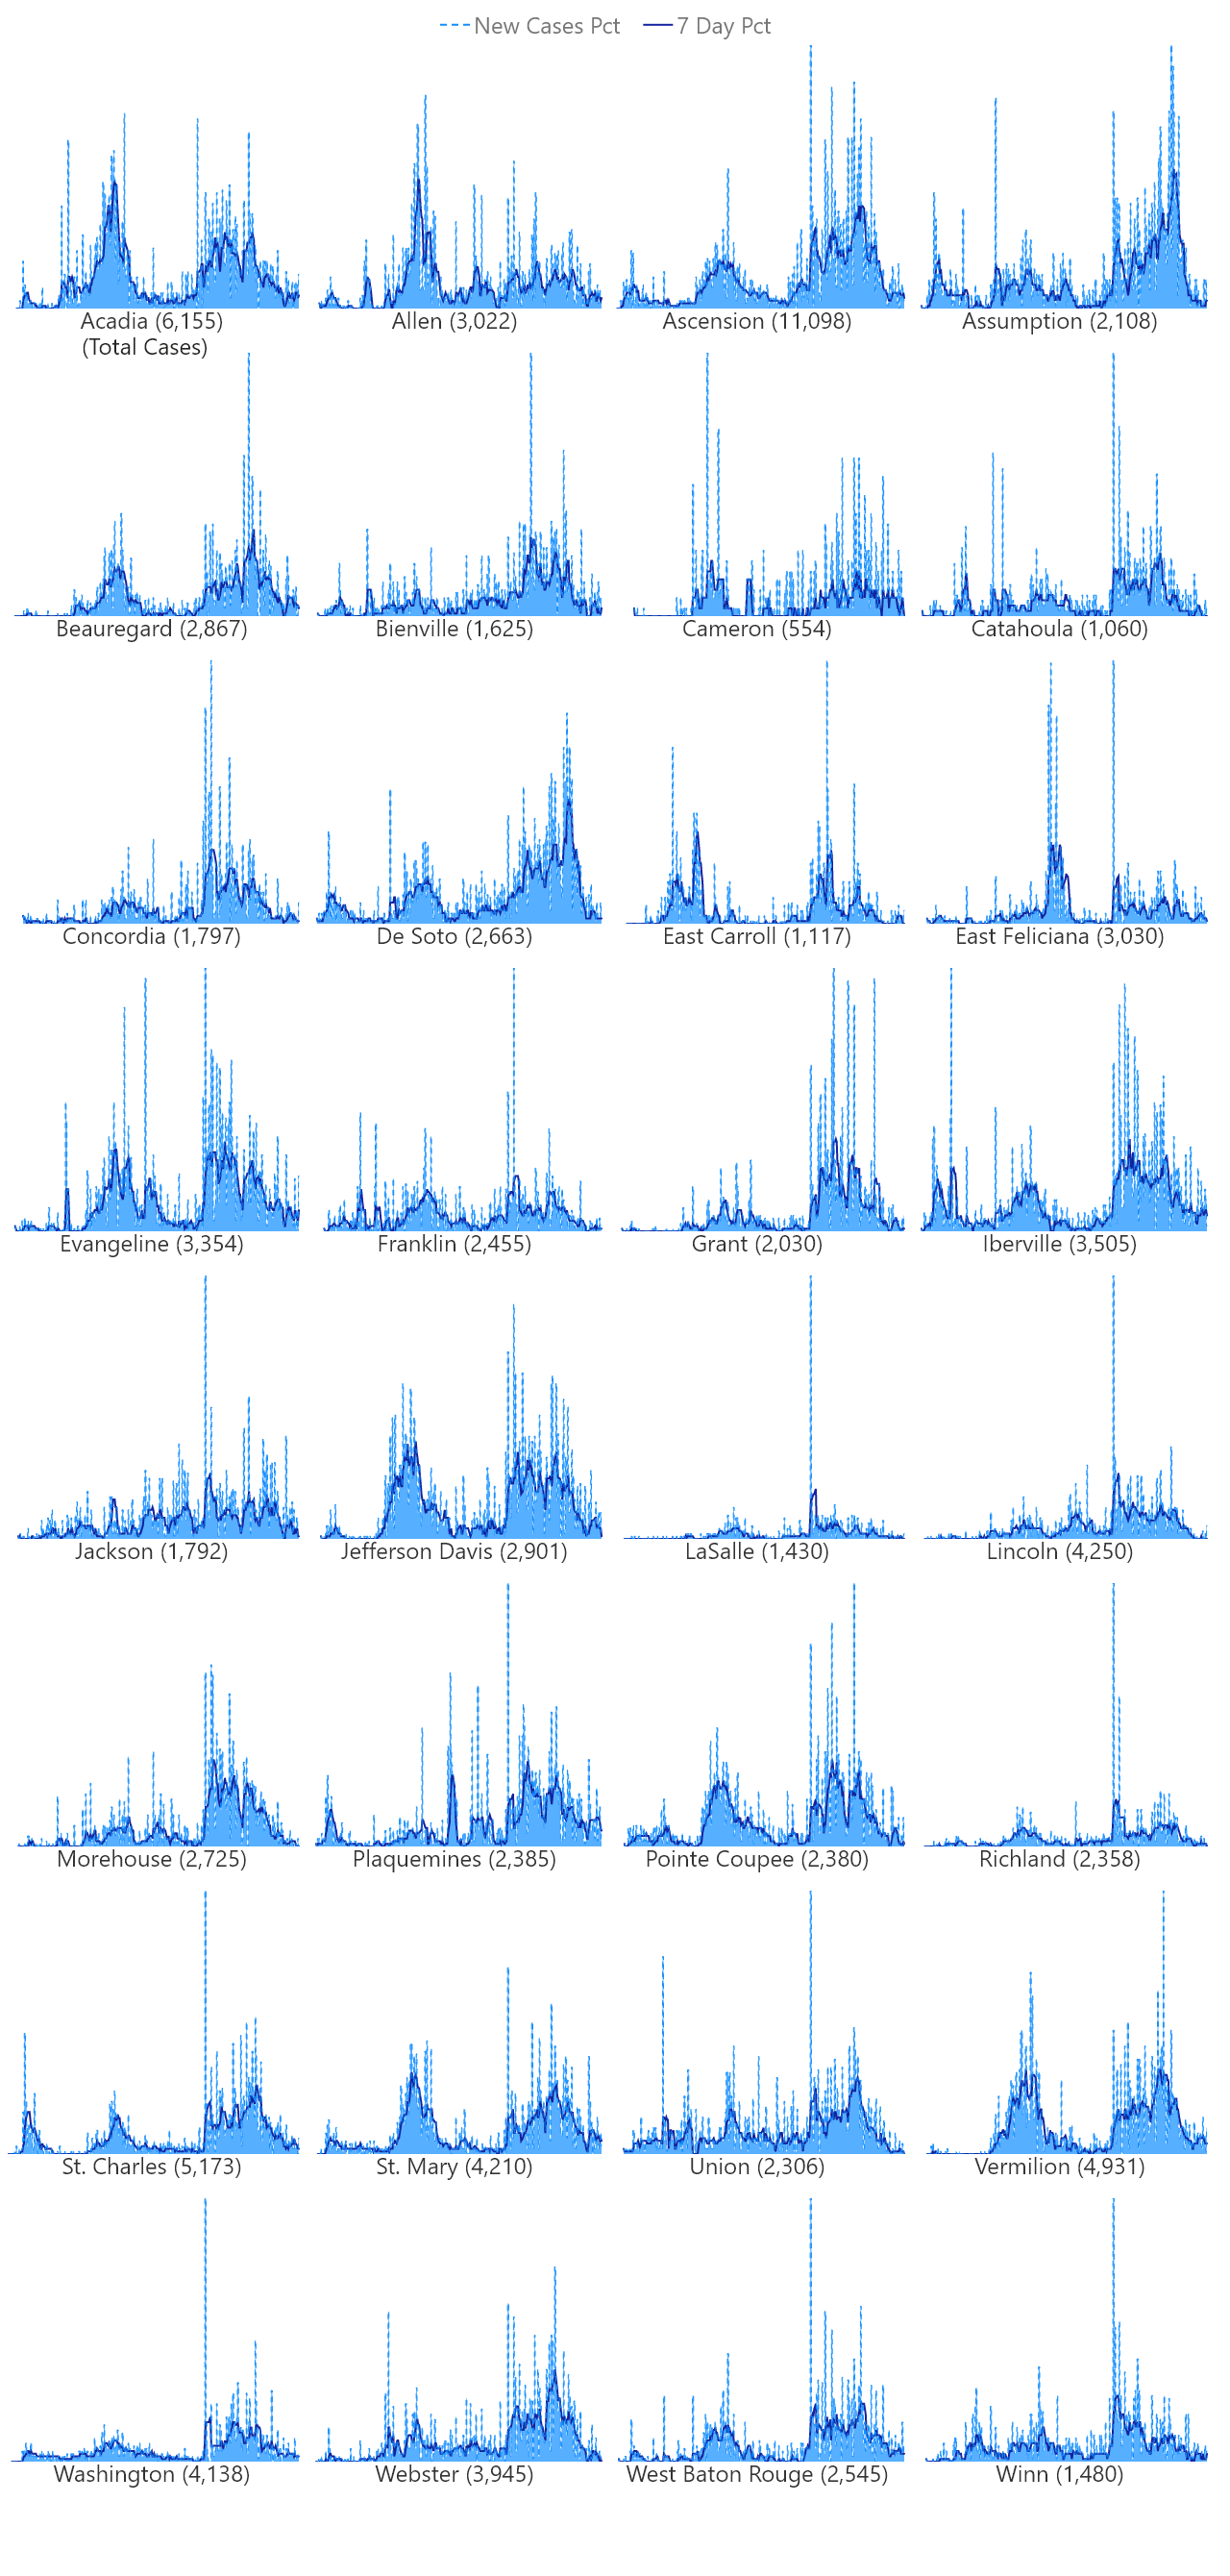 New Cases Pct 7 Day Pct
Acadia (6,155) Allen (3,022) Ascension (11,098) Assumption (2,108)
(Total Cases)
Beauregard (2,867) Bienville (1,625) Cameron (554) Catahoula (1,060)
Concordia (1,797) De Soto (2,663) East Carroll (1,117) East Feliciana (3,030)
Evangeline (3,354) Franklin (2,455) Grant (2,030) Iberville (3,505)
Jackson (1,792) Jefferson Davis (2,901) LaSalle (1,430) Lincoln (4,250)
Morehouse (2,725) Plaquemines (2,385) Pointe Coupee (2,380) Richland (2,358)
St. Charles (5,173) St. Mary (4,210) Union (2,306) Vermilion (4,931)
Washington (4,138) Webster (3,945) West Baton Rouge (2,545) Winn (1,480)